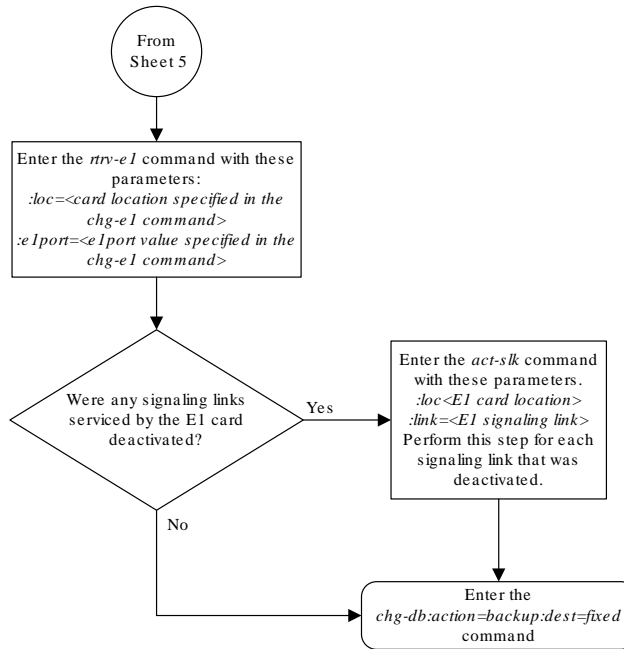 From
Sheet 5
Enter the rtrv-e1 command with these
parameters:
:loc=<card location specified in the
chg-e1 command>
:e1port=<e1port value specified in the
chg-e1 command>
Were any signaling links
serviced by the E1 card
deactivated?
Yes
Enter the act-slk command
with these parameters.
:loc<E1 card location>
:link=<E1 signaling link>
Perform this step for each
signaling link that was
deactivated.
No
Enter the
chg-db:action=backup:dest=fixed
command